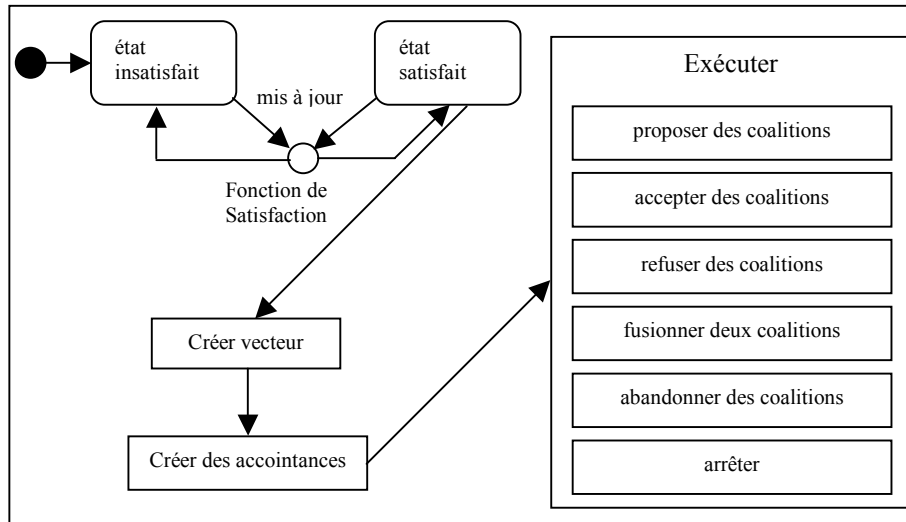 état
insatisfait
état
satisfait
mis à jour
Fonction de
Satisfaction
Créer vecteur
Créer des accointances
Exécuter
proposer des coalitions
accepter des coalitions
refuser des coalitions
fusionner deux coalitions
abandonner des coalitions
arrêter